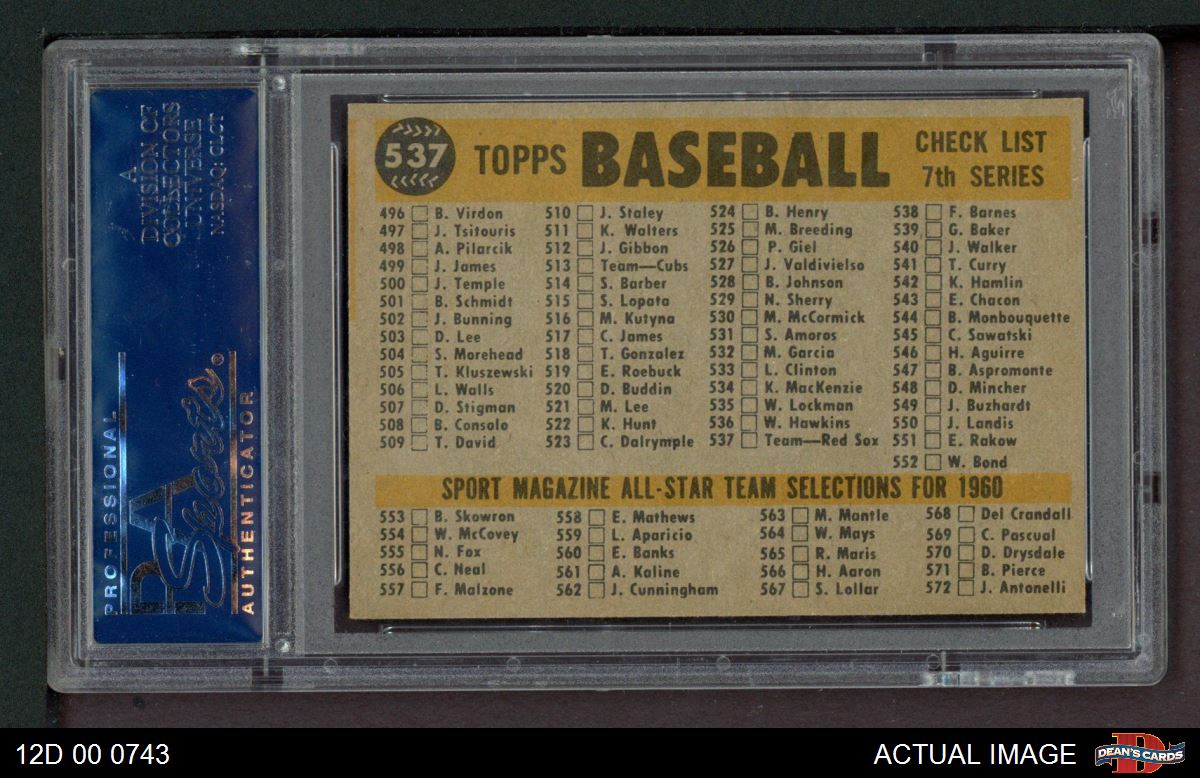 A
DIVISION OF
COLLECTORS
UNIVERSE
NASDAQ: CLCT
PROFESSIONAL
PSA
Sports®
AUTHENTICATOR
537
TOPPS BASEBALL
CHECK LIST
7th SERIES
496 B. Virdon
497 J. Tsitouris
498 A. Pilarcik
499 J. James
500 J. Temple
501 B. Schmidt
502 J. Bunning
503 D. Lee
504 S. Morehead
505 T. Kluszewski
506 L. Walls
507 D. Stigman
508 B. Consolo
509 T. David
510 J. Staley
511 K. Walters
512 J. Gibbon
513 Team—Cubs
514 S. Barber
515 S. Lopata
516 M. Kutyna
517 C. James
518 T. Gonzalez
519 E. Roebuck
520 D. Buddin
521 M. Lee
522 K. Hunt
523 C. Dalrymple
524 B. Henry
525 M. Breeding
526 P. Giel
527 J. Valdivielso
528 B. Johnson
529 N. Sherry
530 M. McCormick
531 S. Amoros
532 M. Garcia
533 L. Clinton
534 K. MacKenzie
535 W. Lockman
536 W. Hawkins
537 Team—Red Sox
538 F. Barnes
539 G. Baker
540 J. Walker
541 T. Curry
542 K. Hamlin
543 E. Chacon
544 B. Monbouquette
545 C. Sawatski
546 H. Aguirre
547 B. Aspromonte
548 D. Mincher
549 J. Buzhardt
550 J. Landis
551 E. Rakow
552 W. Bond
SPORT MAGAZINE ALL-STAR TEAM SELECTIONS FOR 1960
553 B. Skowron
554 W. McCovey
555 N. Fox
556 C. Neal
557 F. Malzone
558 E. Mathews
559 L. Aparicio
560 E. Banks
561 A. Kaline
562 J. Cunningham
563 M. Mantle
564 W. Mays
565 R. Maris
566 H. Aaron
567 S. Lollar
568 Del Crandall
569 C. Pascual
570 D. Drysdale
571 B. Pierce
572 J. Antonelli
12D 00 0743
ACTUAL IMAGE
D
DEAN'S CARDS